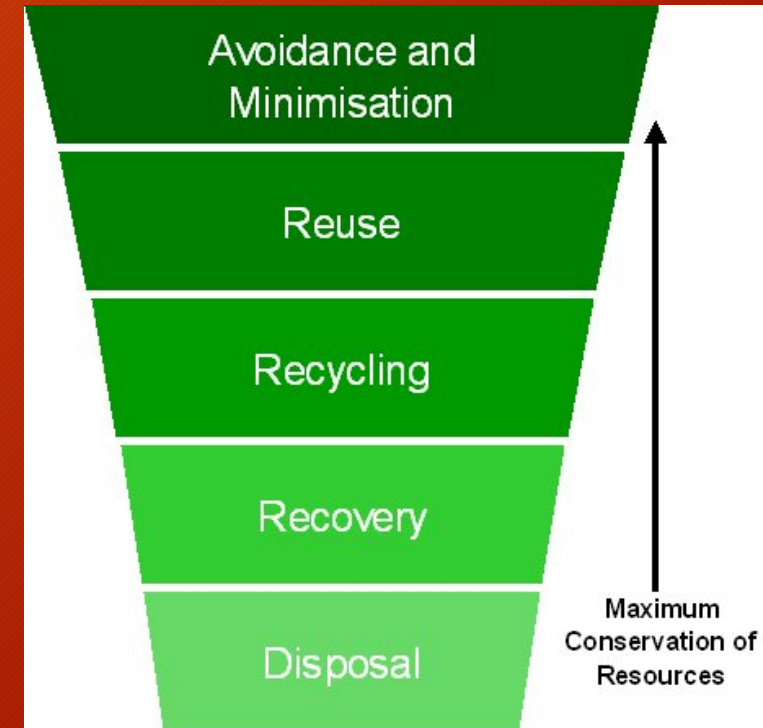 Avoidance and
Minimisation
Reuse
Recycling
Recovery
Disposal
Maximum
Conservation of
Resources